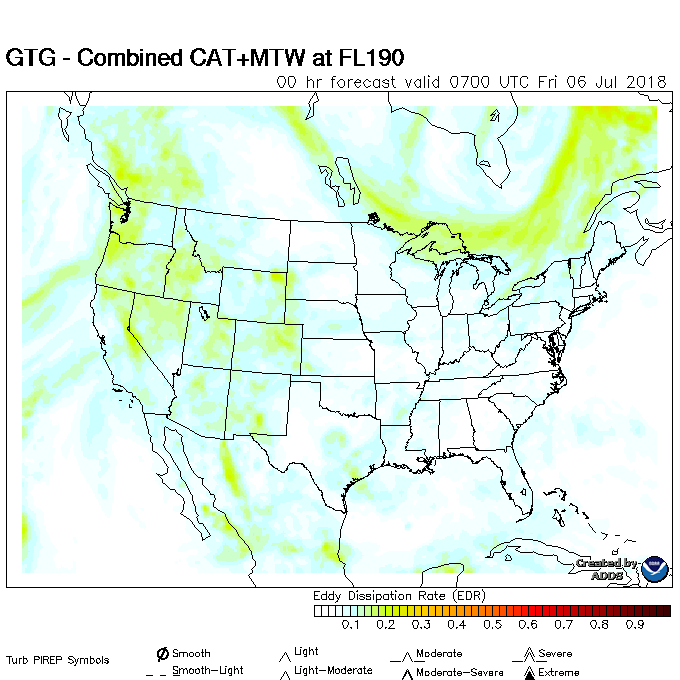 GTG - Combined CAT+MTW at FL190
00 hr forecast valid 0700 UTC Fri 06 Jul 2018
Created by
ADDS
Eddy Dissipation Rate (EDR)
0.1 0.2 0.3 0.4 0.5 0.6 0.7 0.8 0.9
Turb PIREP Symbols
Smooth Light Moderate Severe
Smooth-Light Light-Moderate Moderate-Severe Extreme